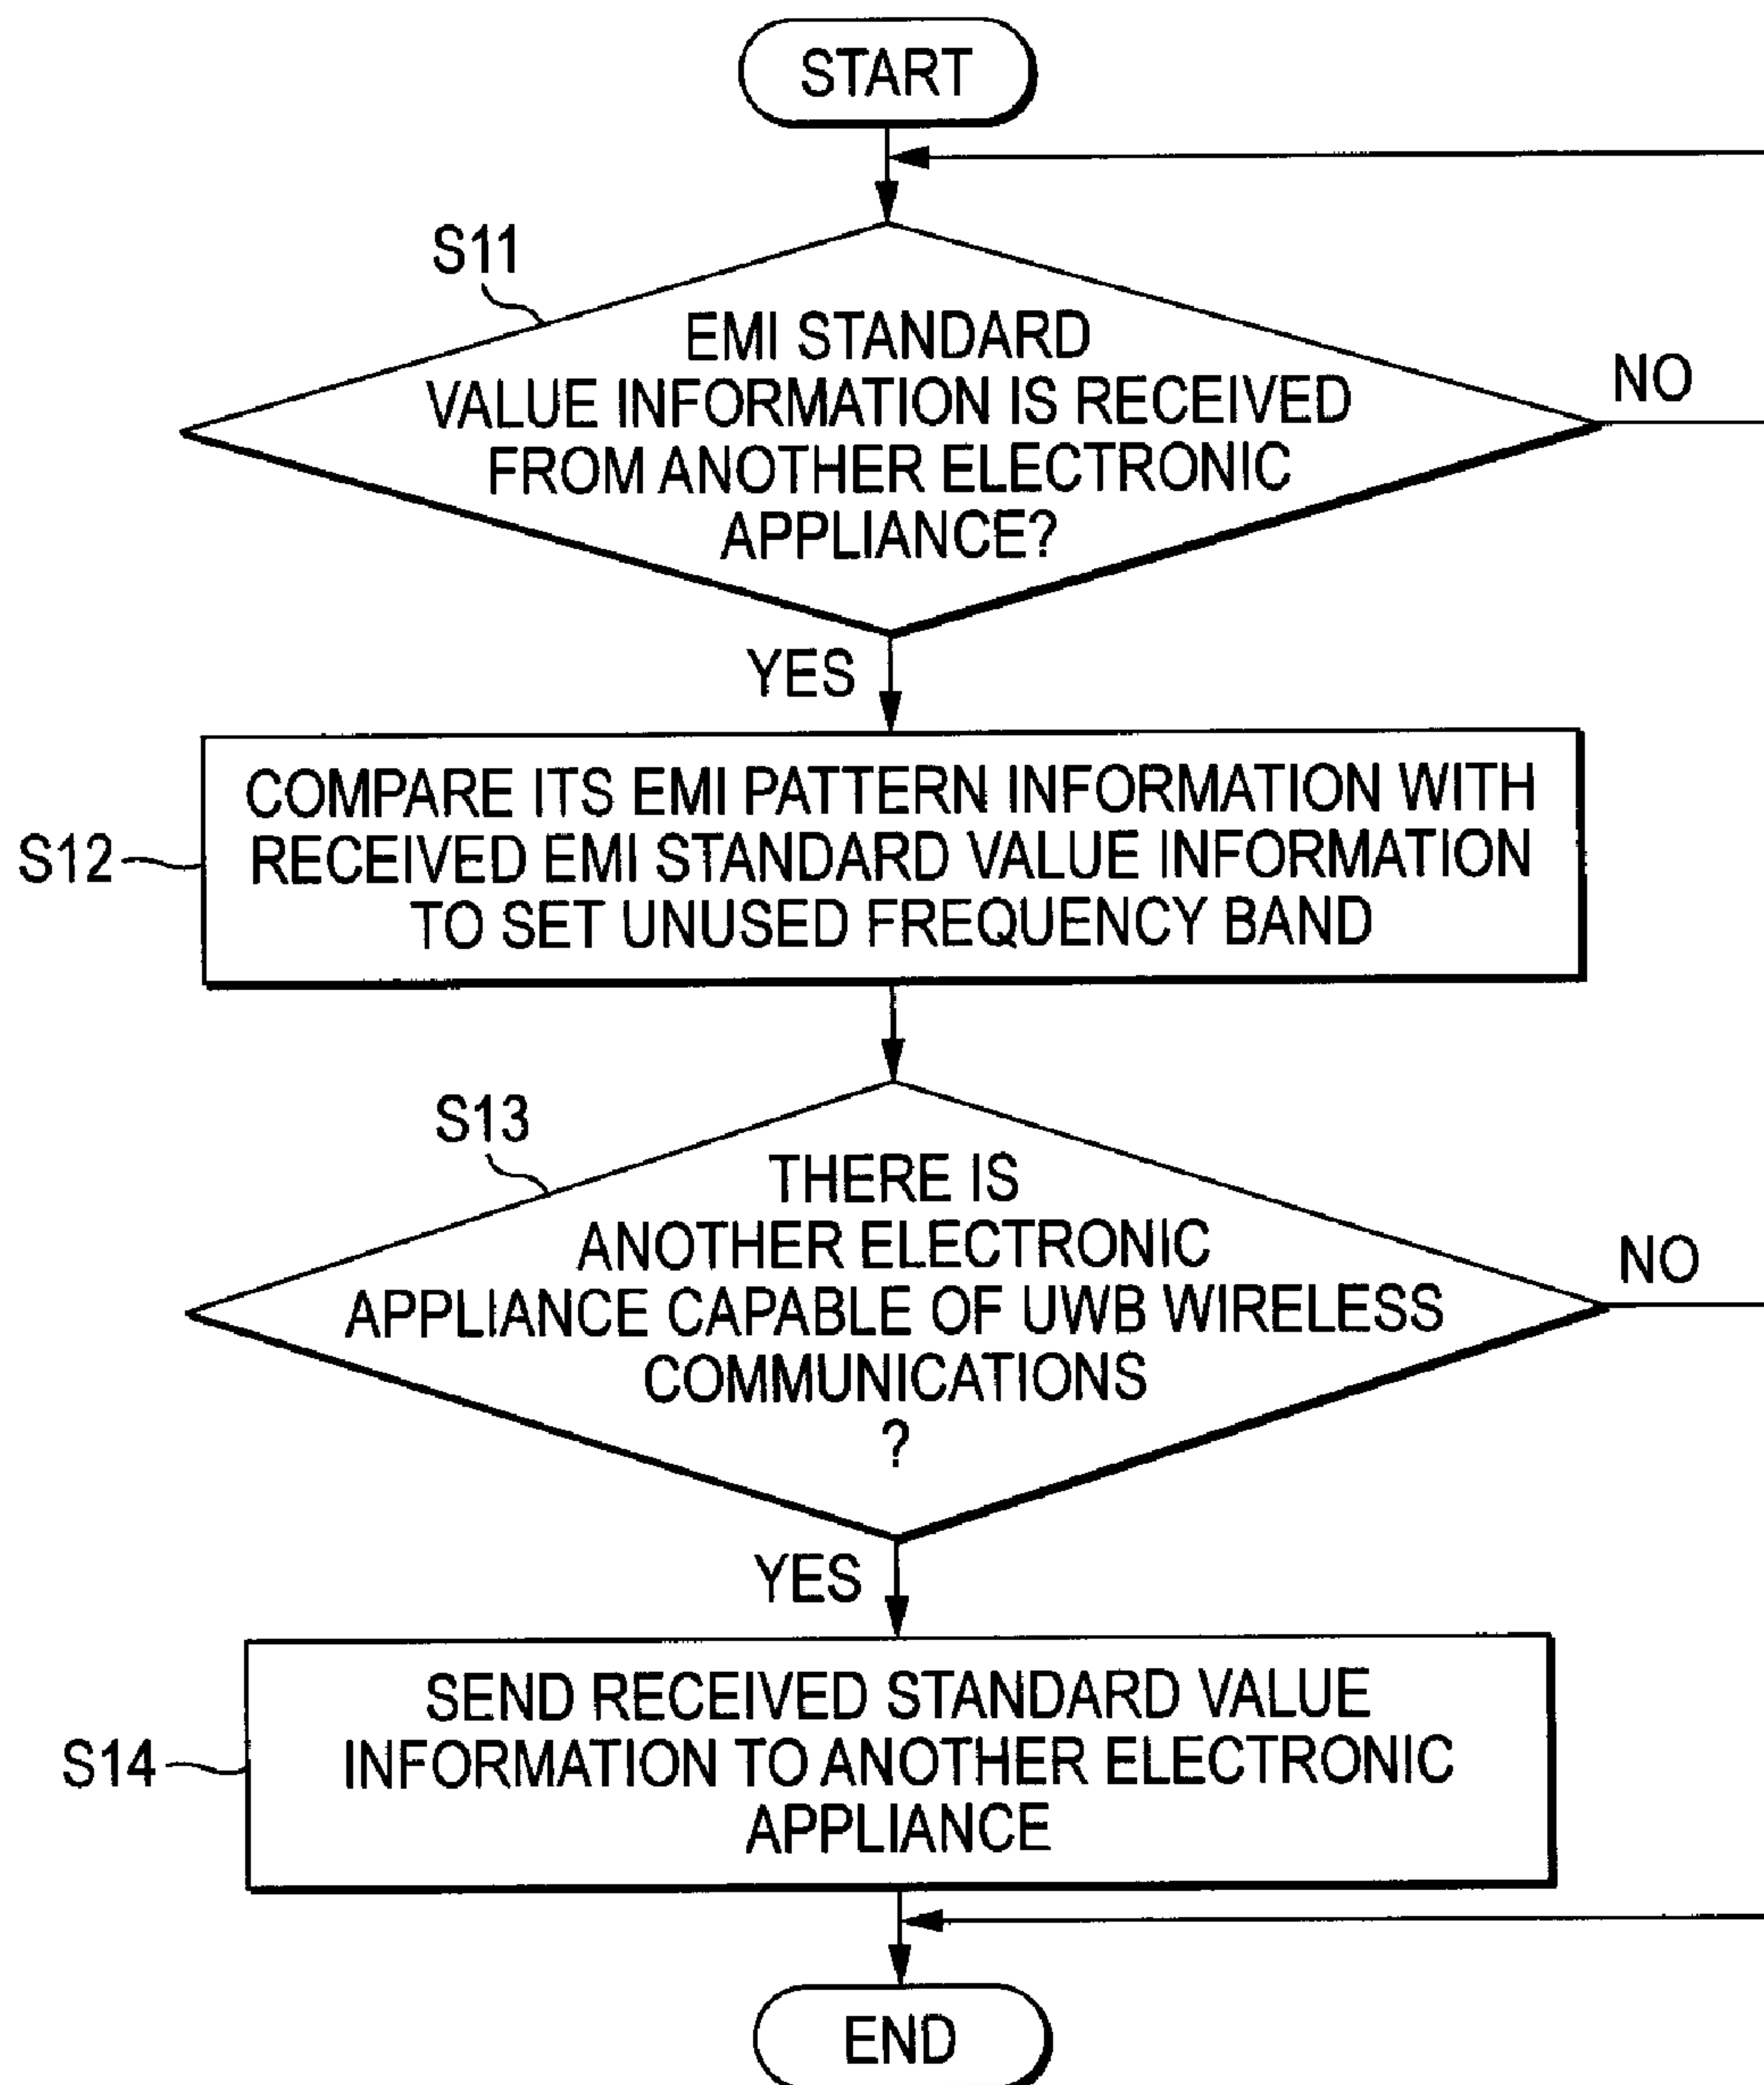 START
S11
EMI STANDARD
VALUE INFORMATION IS RECEIVED
FROM ANOTHER ELECTRONIC
APPLIANCE?
NO
YES
S12
COMPARE ITS EMI PATTERN INFORMATION WITH
RECEIVED EMI STANDARD VALUE INFORMATION
TO SET UNUSED FREQUENCY BAND
S13
THERE IS
ANOTHER ELECTRONIC
APPLIANCE CAPABLE OF UWB WIRELESS
COMMUNICATIONS
?
NO
YES
S14
SEND RECEIVED STANDARD VALUE
INFORMATION TO ANOTHER ELECTRONIC
APPLIANCE
END